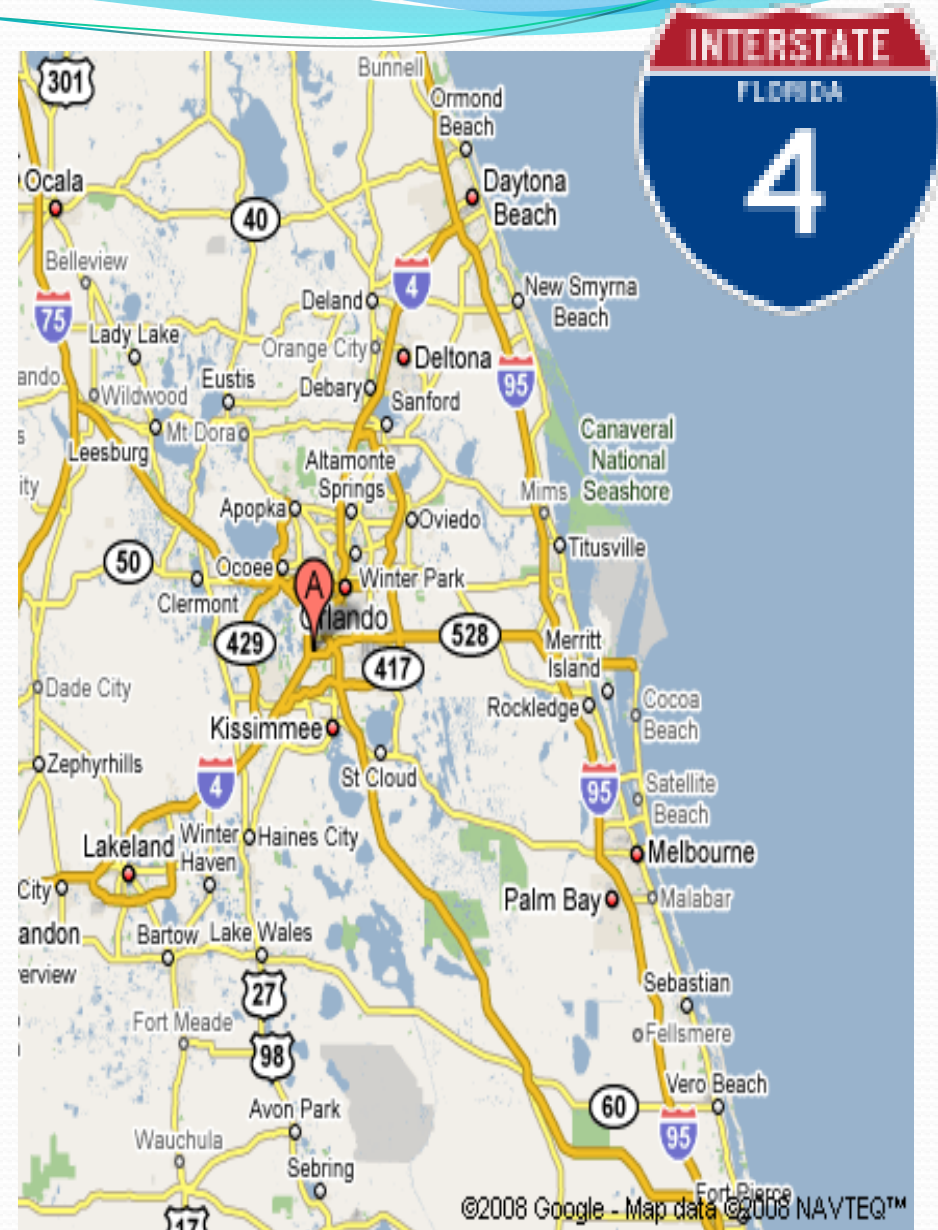 INTERSTATE
FLORIDA
4
301
Bunnell
Ormond
Beach
Ocala
Daytona
Beach
40
Belleview
4
Deland
New Smyrna
Beach
75
Lady Lake
Orange City
Deltona
95
ando
Wildwood
Eustis
Debary
Sanford
Mt Dora
Canaveral
National
Seashore
s
Leesburg
Altamonte
Springs
ity
Mims
Apopka
Oviedo
Titusville
50
Ocoee
A
Winter Park
Clermont
Orlando
429
528
Merritt
Island
417
Dade City
Rockledge
Cocoa
Beach
Kissimmee
Zephyrhills
4
St Cloud
95
Satellite
Beach
Lakeland
Winter
Haven
Haines City
Melbourne
City
Palm Bay
Malabar
andon
Bartow
Lake Wales
erview
27
Sebastian
Fort Meade
98
Fellsmere
Avon Park
60
Vero Beach
95
Wauchula
Sebring
Fort Pierce
17
©2008 Google - Map data ©2008 NAVTEQ™